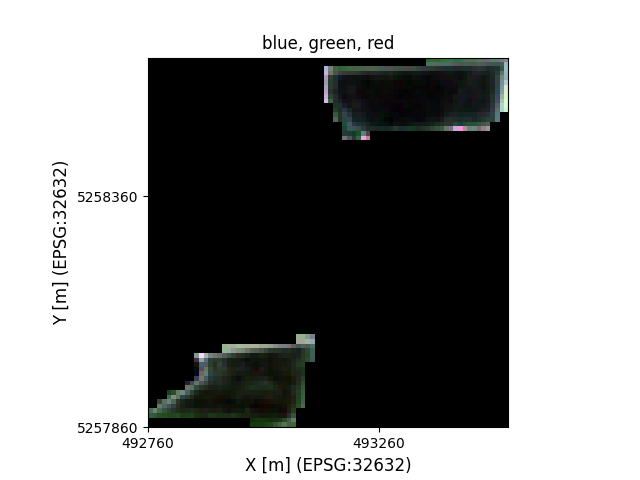 blue, green, red
Y [m] (EPSG:32632)
5258360
5257860
492760
493260
X [m] (EPSG:32632)